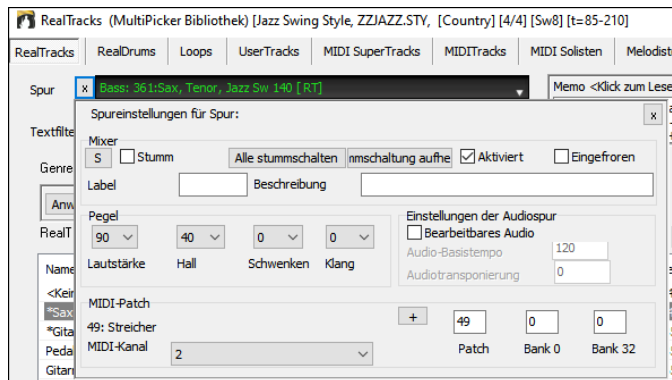 RealTracks (MultiPicker Bibliothek) [Jazz Swing Style, ZZJAZZ.STY, [Country] [4/4] [Sw8] [t=85-210]
RealTracks RealDrums Loops UserTracks MIDI SuperTracks MIDITracks MIDI Solisten Melodist
Spur x Bass: 361:Sax, Tenor, Jazz Sw 140 [RT] Memo <Klick zum Lese
Spureinstellungen für Spur: x
Textfilte
Mixer
S Stumm Alle stummschalten nmschaltung aufhe Aktiviert Eingefroren
Genre
Label Beschreibung
Anw
Pegel Einstellungen der Audiospur
RealT
90 40 0 0 Bearbeitbares Audio
Audio-Basistempo 120
Lautstärke Hall Schwenken Klang
Name
Audiotransponierung 0
<Kein
MIDI-Patch
*Sax
49: Streicher + 49 0 0
*Gita
MIDI-Kanal 2 Patch Bank 0 Bank 32
Pedal
Gitarr